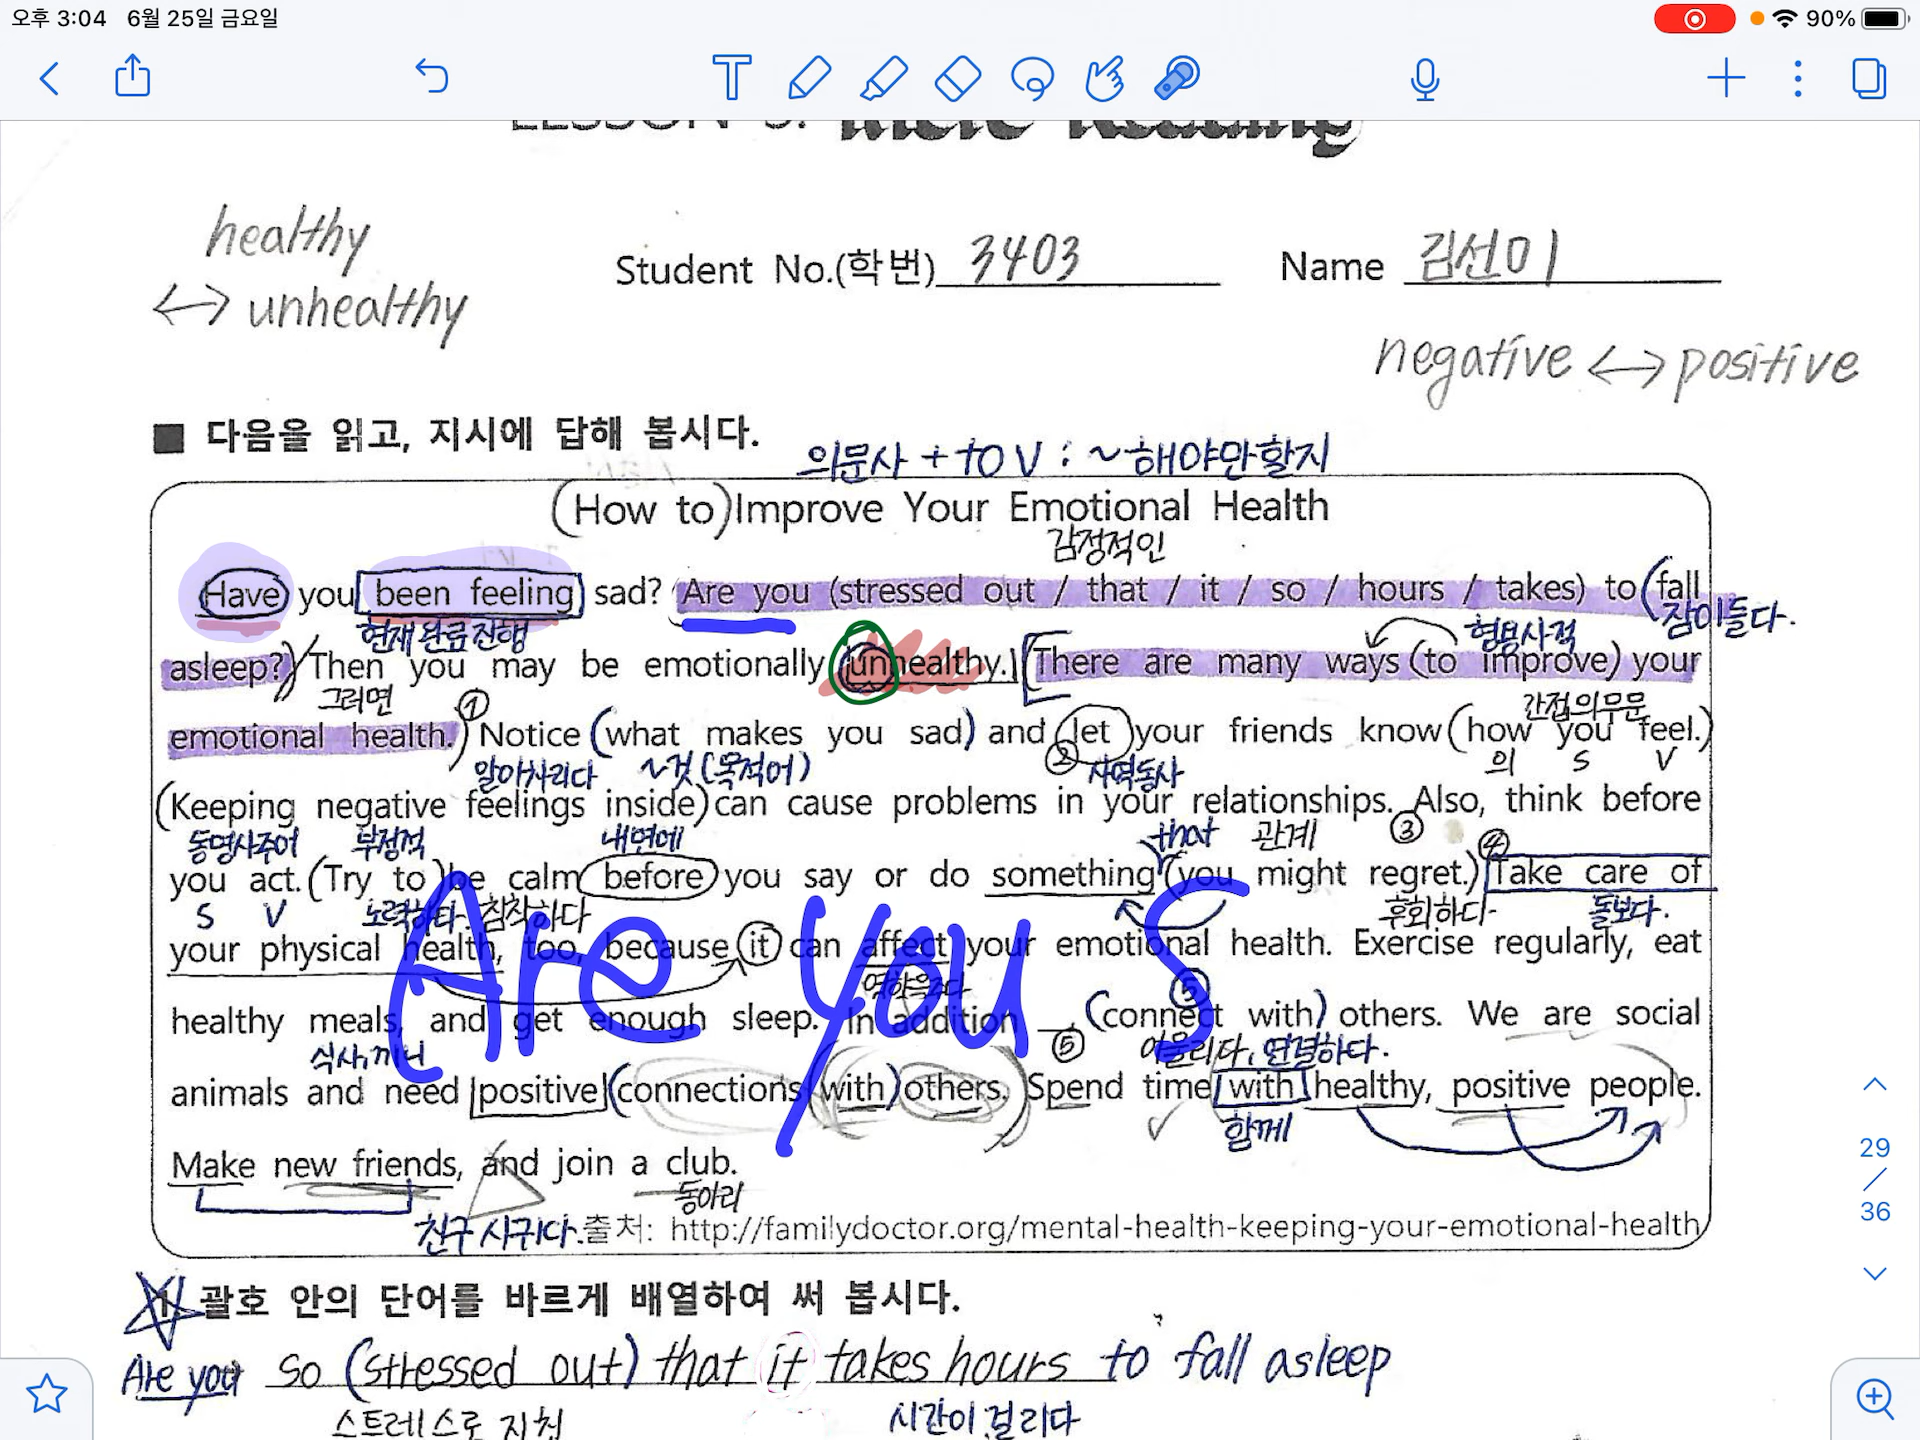 오후 3:04 6월 25일 금요일 90%
LESSON 3. More Reading
healthy
↔ unhealthy
Student No.(학번) 3403 Name 김선미
negative ↔ positive
■ 다음을 읽고, 지시에 답해 봅시다.
의문사 + to V : ~해야만할지
(How to) Improve Your Emotional Health
감정적인
Have you been feeling sad? Are you (stressed out / that / it / so / hours / takes) to (fall
현재완료진행 형용사적 잠이들다.
asleep?) Then you may be emotionally unhealthy. There are many ways (to improve) your
그러면 간접의무문
emotional health. ① Notice (what makes you sad) and let your friends know (how you feel.)
알아차리다 ~것(목적어) ② 사역동사 의 S V
(Keeping negative feelings inside) can cause problems in your relationships. Also, think before
동명사주어 부정적 내면에 that 관계 ③ ④
you act. (Try to) be calm before you say or do something (you might regret.) Take care of
S V 노력하다. 침착하다 후회하다 돌보다.
your physical health, too, because it can affect your emotional health. Exercise regularly, eat
영향을주다 ⑤
healthy meals, and get enough sleep. In addition, (connect with) others. We are social
식사, 끼니 ⑤ 어울리다, 연결하다.
animals and need positive (connections with) others. Spend time with healthy, positive people.
함께
Make new friends, and join a club.
동아리
친구 사귀다. 출처: http://familydoctor.org/mental-health-keeping-your-emotional-health
Are you s
29
/
36
1. 괄호 안의 단어를 바르게 배열하여 써 봅시다.
Are you so (stressed out) that it takes hours to fall asleep
스트레스로 지친 시간이 걸리다